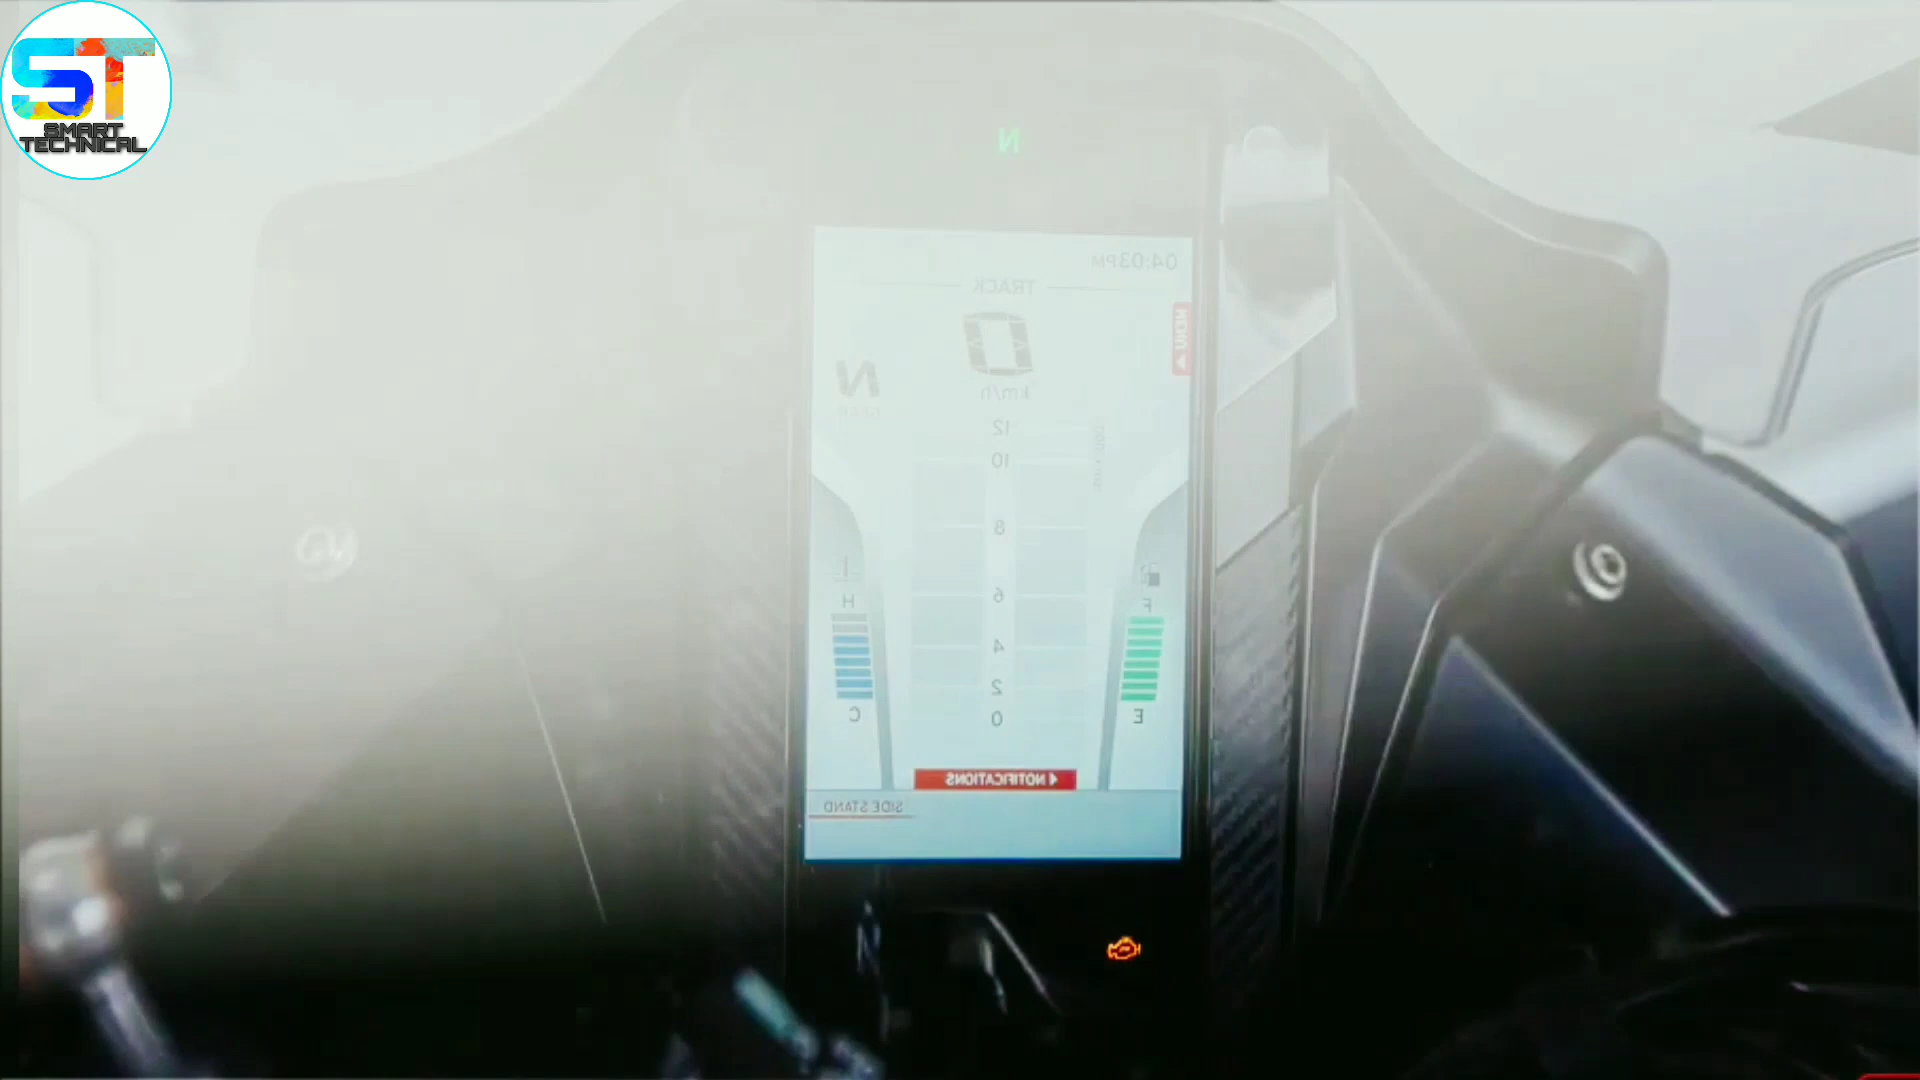 ST
SMART
TECHNICAL
N
04:03PM
TRACK
MENU
0
N
km/h
GEAR
12
10
8
6
4
2
0
H
C
F
E
NOTIFICATIONS
SIDE STAND